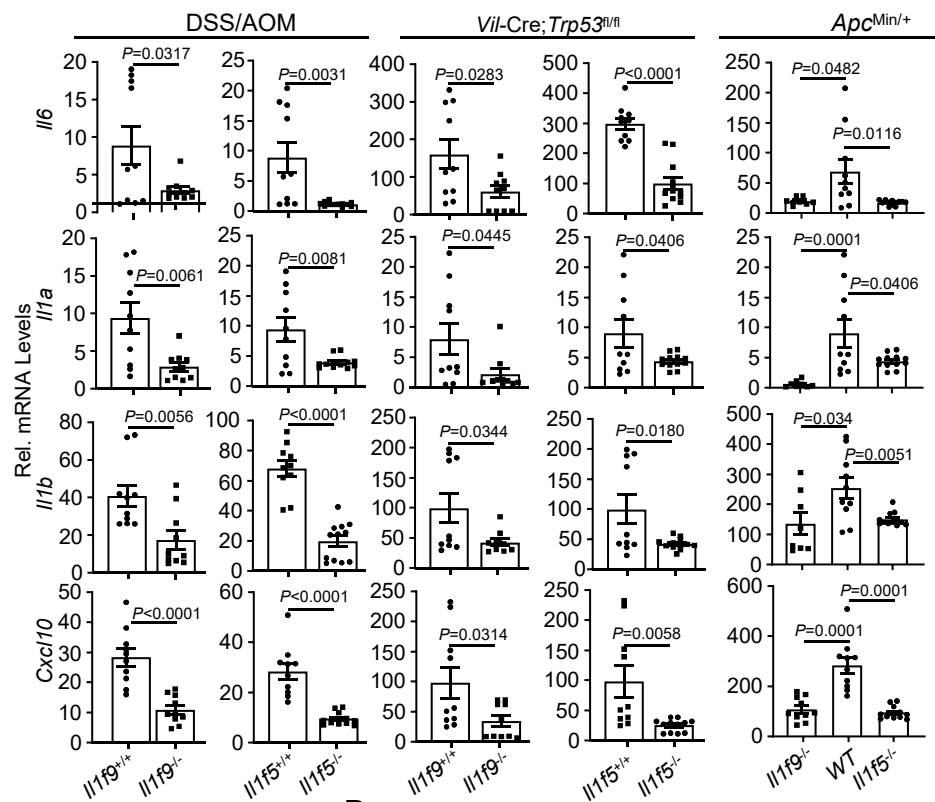 DSS/AOM Vil-Cre;Trp53fl/fl ApcMin/+
Rel. mRNA Levels
Il6
P=0.0317 P=0.0031 P=0.0283 P<0.0001 P=0.0482
P=0.0116
20 15 10 5 0
25 20 15 10 5 0
400 300 200 100 0
500 400 300 200 100 0
250 200 150 100 50 0
Il1a
P=0.0061 P=0.0081 P=0.0445 P=0.0406 P=0.0001
P=0.0406
20 15 10 5 0
25 20 15 10 5 0
25 20 15 10 5 0
25 20 15 10 5 0
25 20 15 10 5 0
Il1b
P=0.0056 P<0.0001 P=0.0344 P=0.0180 P=0.034
P=0.0051
80 60 40 20 0
100 80 60 40 20 0
250 200 150 100 50 0
250 200 150 100 50 0
500 400 300 200 100 0
Cxcl10
P<0.0001 P<0.0001 P=0.0314 P=0.0058 P=0.0001
P=0.0001
50 40 30 20 10 0
60 40 20 0
250 200 150 100 50 0
250 200 150 100 50 0
600 400 200 0
Il1f9+/+ Il1f9-/- Il1f5+/+ Il1f5-/- Il1f9+/+ Il1f9-/- Il1f5+/+ Il1f5-/- Il1f9-/- WT Il1f5-/-